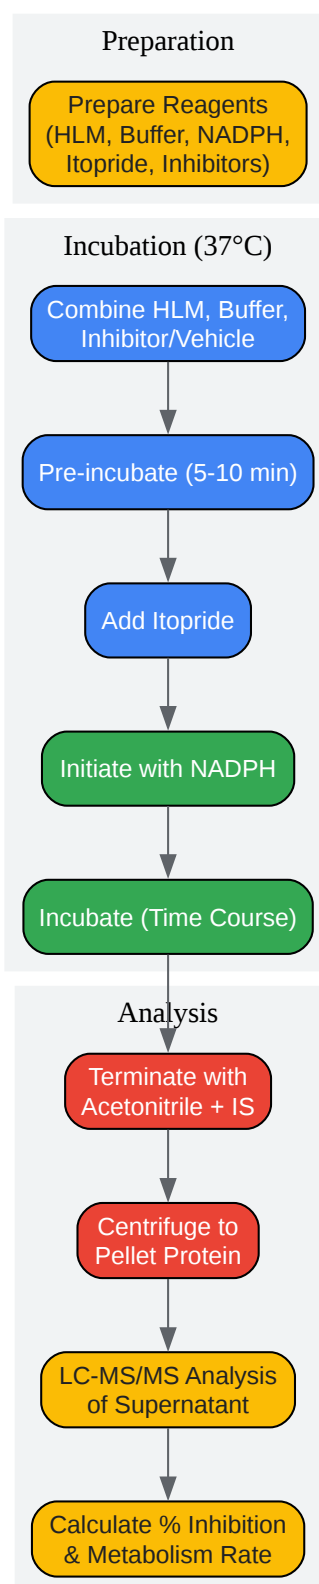 Preparation
Prepare Reagents
(HLM, Buffer, NADPH,
Itopride, Inhibitors)
Incubation (37°C)
Combine HLM, Buffer,
Inhibitor/Vehicle
Pre-incubate (5-10 min)
Add Itopride
Initiate with NADPH
Incubate (Time Course)
Analysis
Terminate with
Acetonitrile + IS
Centrifuge to
Pellet Protein
LC-MS/MS Analysis
of Supernatant
Calculate % Inhibition
& Metabolism Rate